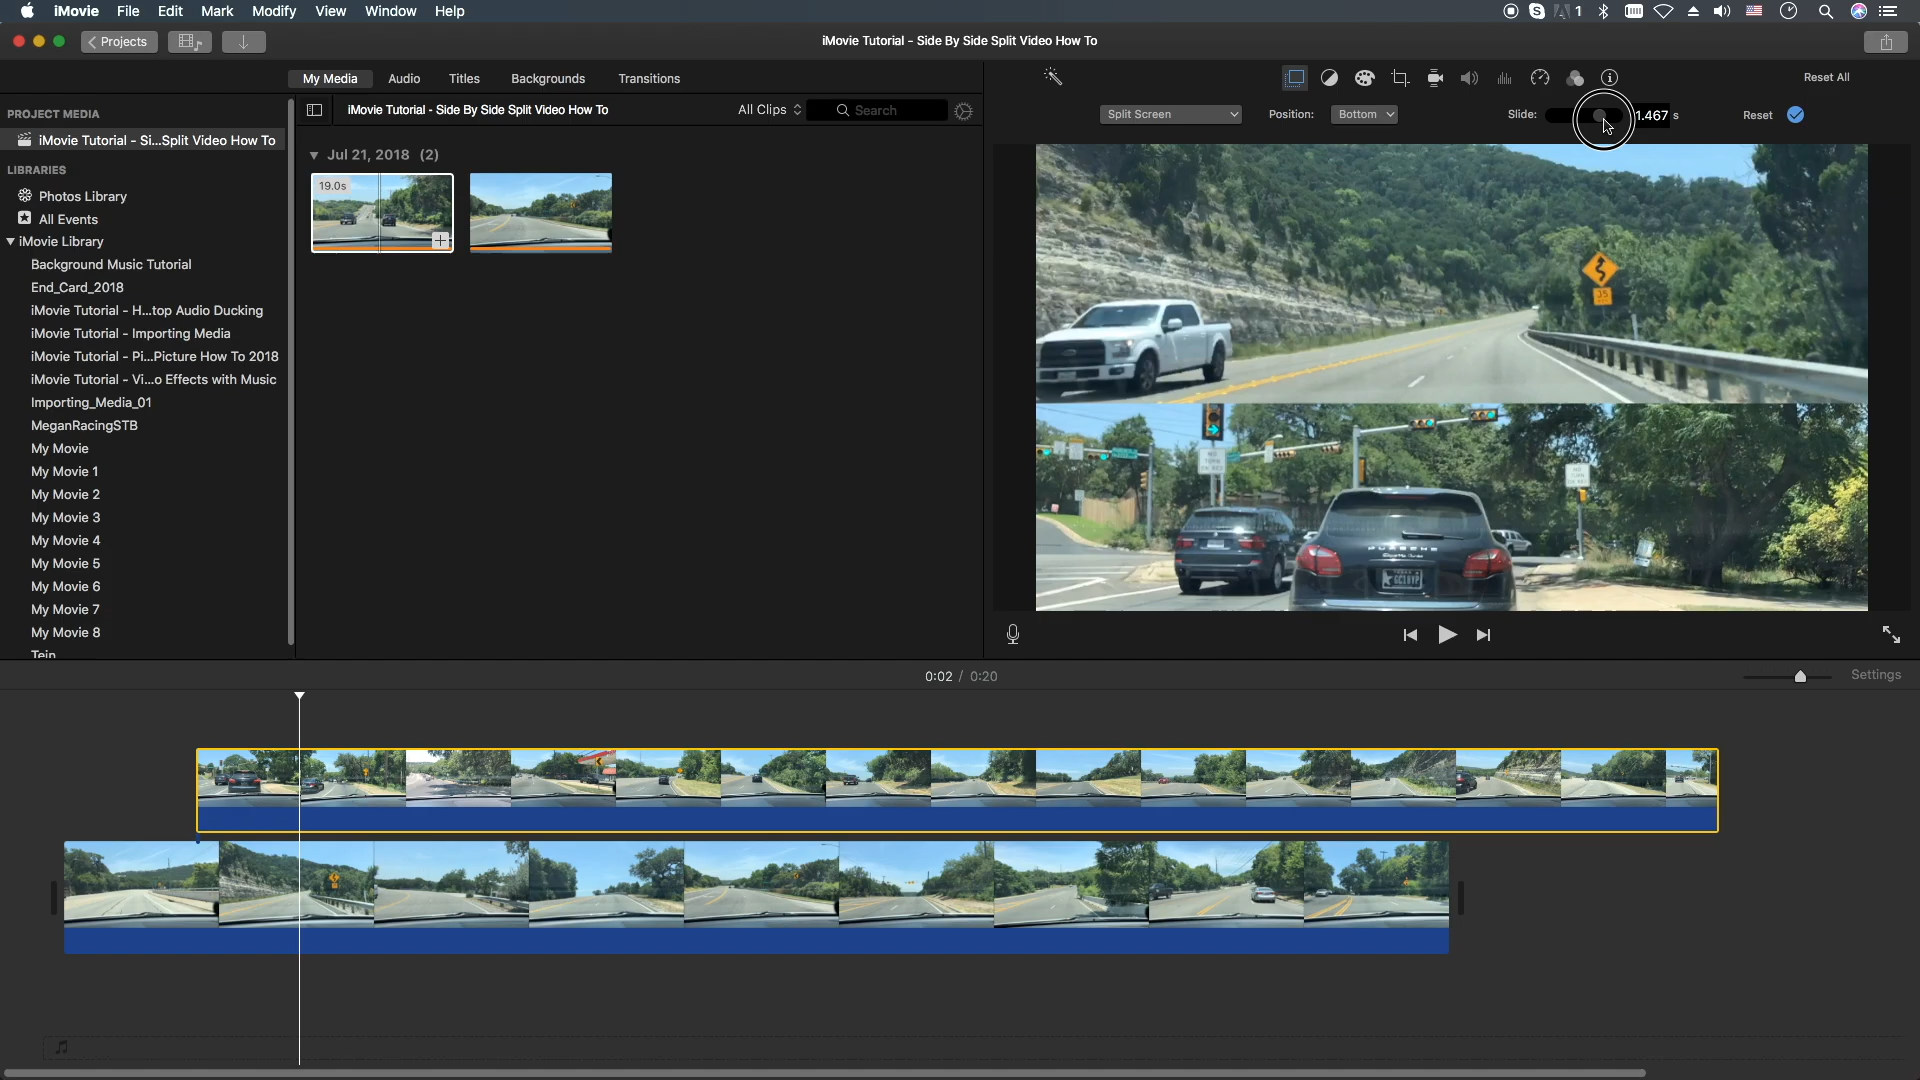 iMovie File Edit Mark Modify View Window Help 1
Projects
iMovie Tutorial - Side By Side Split Video How To
My Media Audio Titles Backgrounds Transitions
Reset All
PROJECT MEDIA
iMovie Tutorial - Si...Split Video How To
LIBRARIES
Photos Library
All Events
iMovie Library
Background Music Tutorial
End_Card_2018
iMovie Tutorial - H...top Audio Ducking
iMovie Tutorial - Importing Media
iMovie Tutorial - Pi...Picture How To 2018
iMovie Tutorial - Vi...o Effects with Music
Importing_Media_01
MeganRacingSTB
My Movie
My Movie 1
My Movie 2
My Movie 3
My Movie 4
My Movie 5
My Movie 6
My Movie 7
My Movie 8
Tein
iMovie Tutorial - Side By Side Split Video How To
All Clips
Search
Jul 21, 2018 (2)
19.0s
Split Screen
Position: Bottom
Slide: 1.467 s
Reset
35
NO TURN
PORSCHE
0:02 / 0:20
Settings